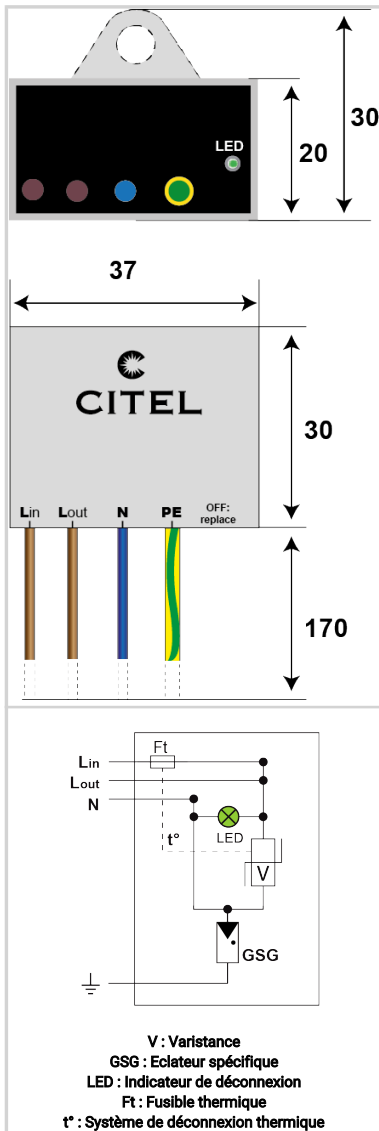 30
20
LED
37
CITEL
30
Lin Lout N PE OFF:
replace
170
Ft
Lin
Lout
N
t° LED
V
GSG
V : Varistance
GSG : Eclateur spécifique
LED : Indicateur de déconnexion
Ft : Fusible thermique
t° : Système de déconnexion thermique